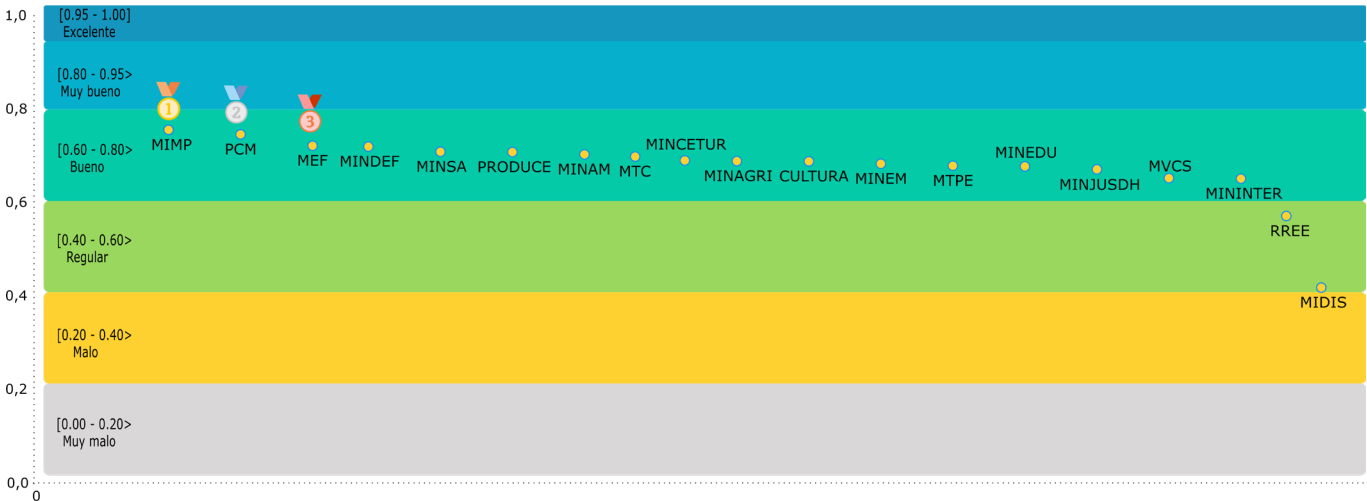 1,0
[0.95 - 1.00]
Excelente
[0.80 - 0.95>
Muy bueno
0,8
1
2
3
MIMP
PCM
MEF
MINDEF
MINSA
PRODUCE
MINAM
MTC
MINCETUR
MINAGRI
CULTURA
MINEM
MTPE
MINEDU
MINJUSDH
MVCS
MININTER
[0.60 - 0.80>
Bueno
0,6
RREE
[0.40 - 0.60>
Regular
0,4
MIDIS
[0.20 - 0.40>
Malo
0,2
[0.00 - 0.20>
Muy malo
0,0
0